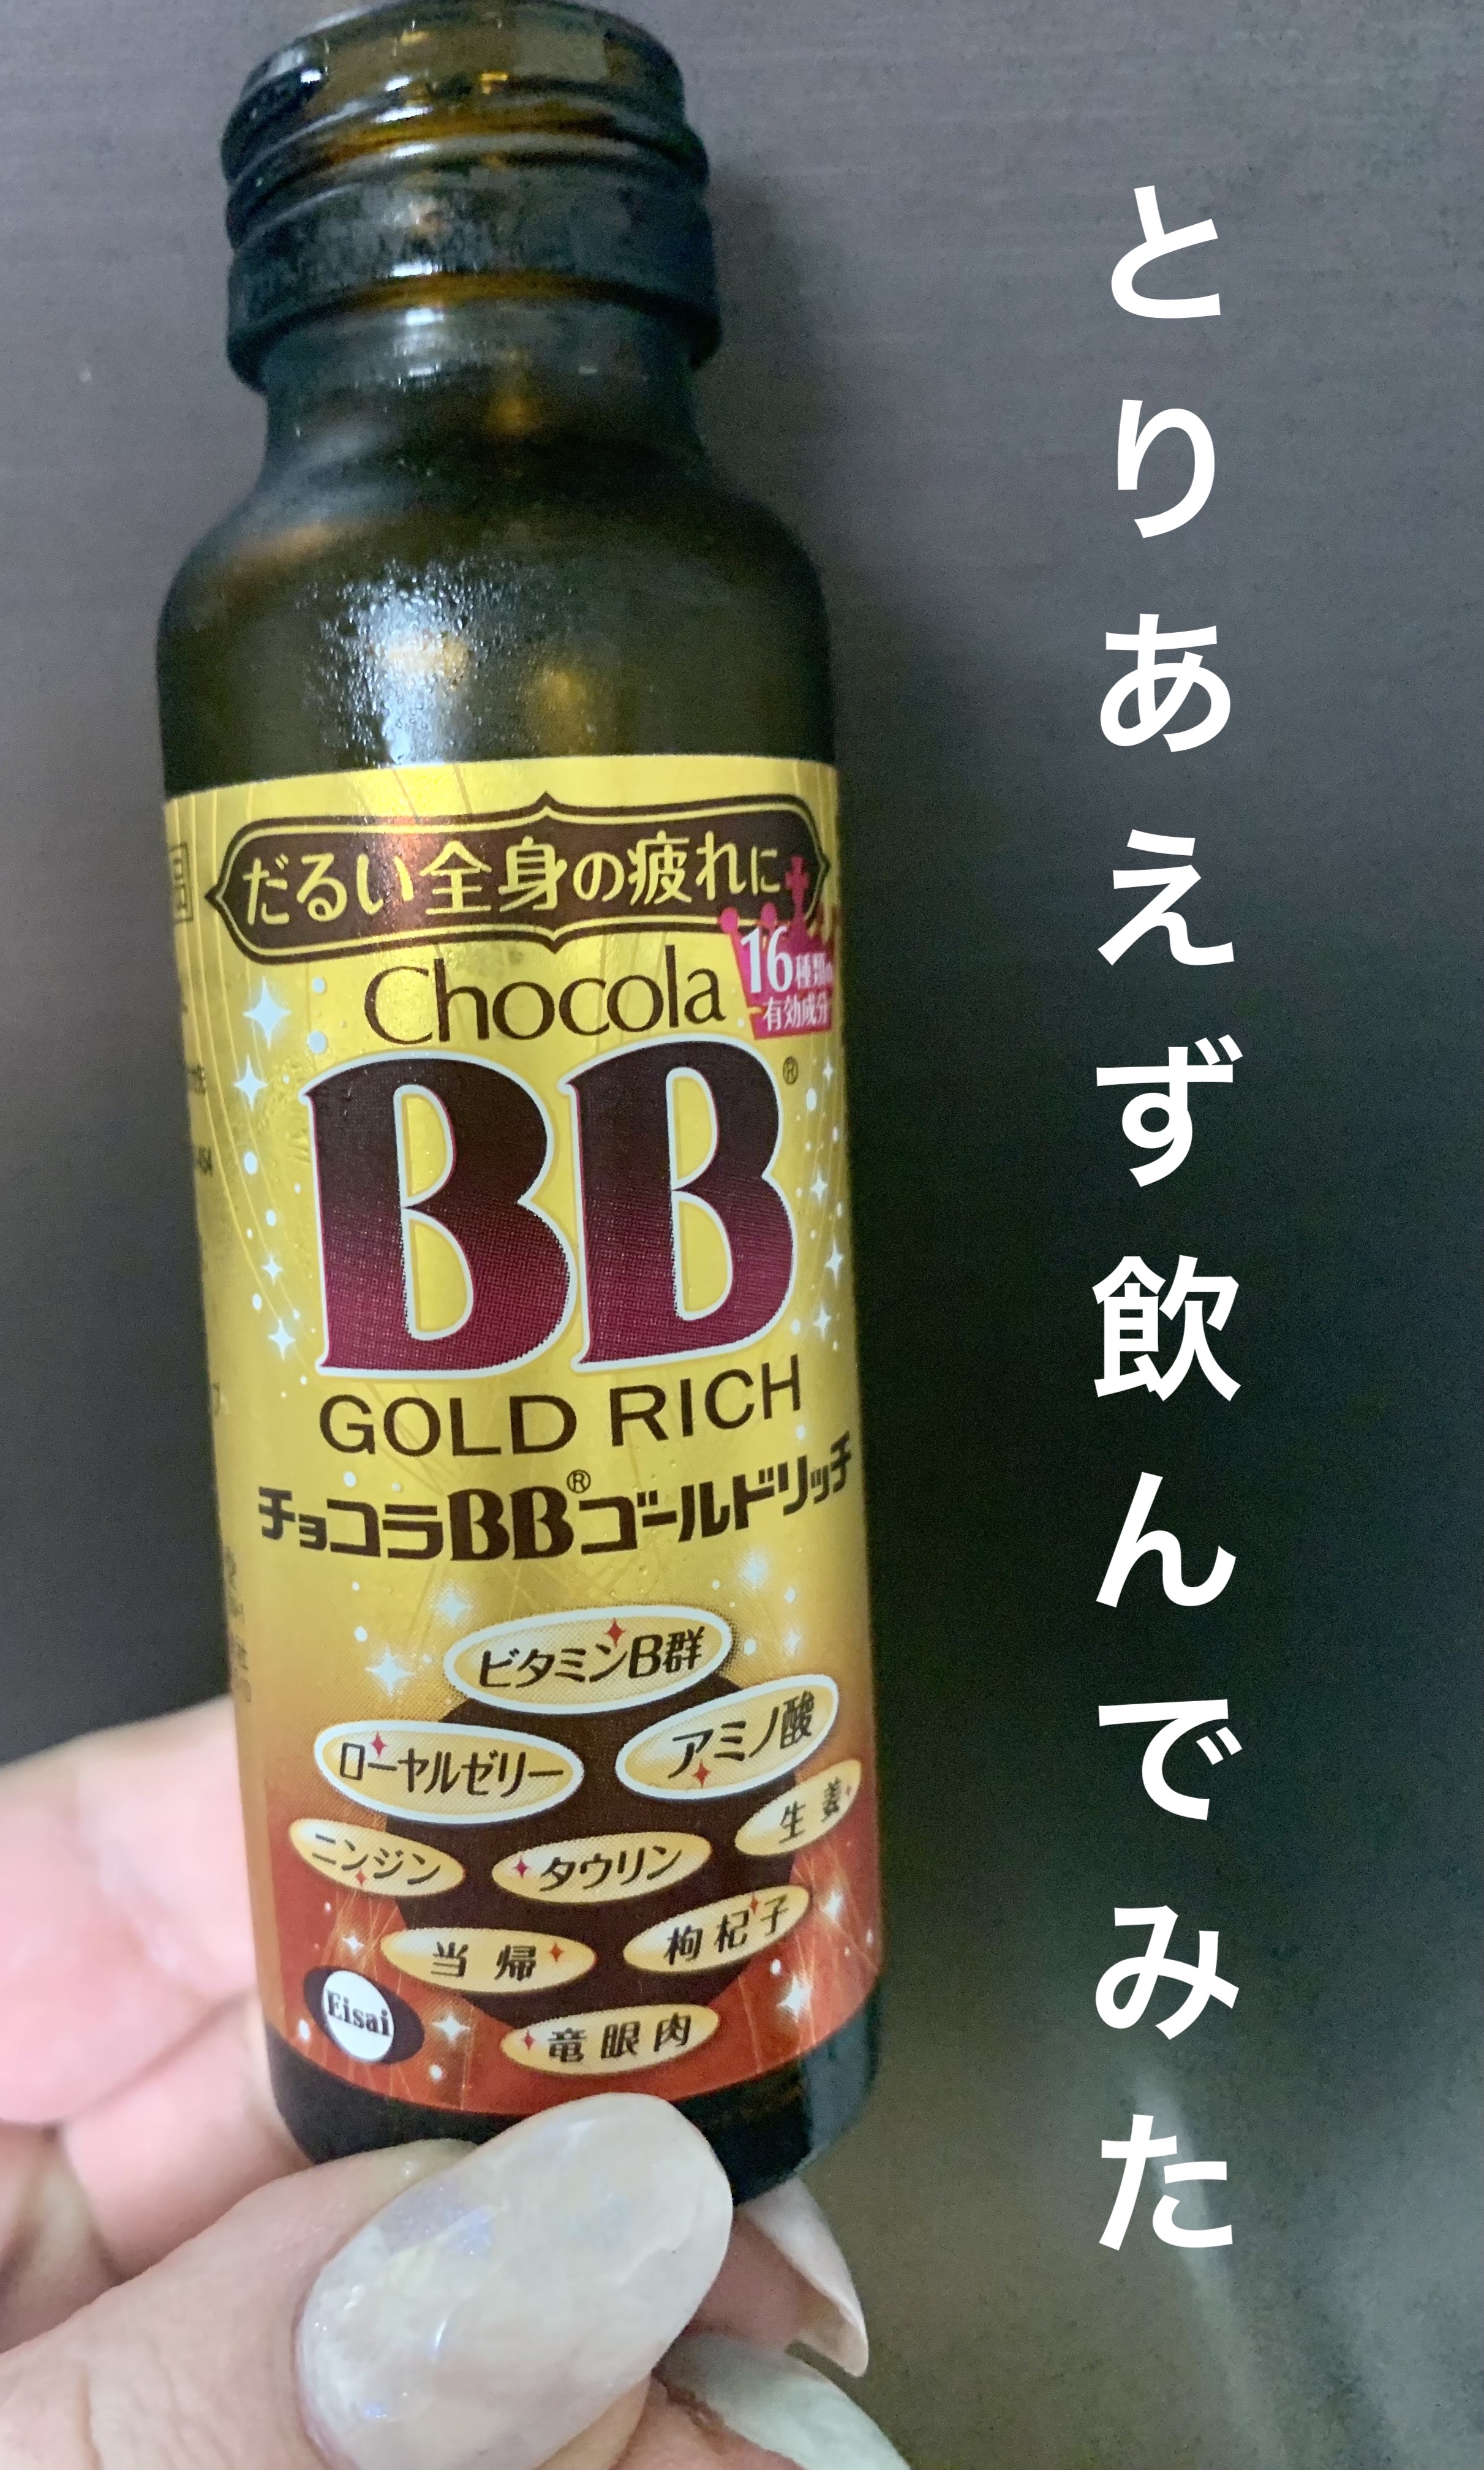 とりあえず飲んでみた
だるい全身の疲れに
16種類の
有効成分
Chocola
BB®
GOLD RICH
チョコラBB®ゴールドリッチ
ビタミンB群
ローヤルゼリー
アミノ酸
ニンジン
タウリン
生姜
当帰
枸杞子
竜眼肉
Eisai